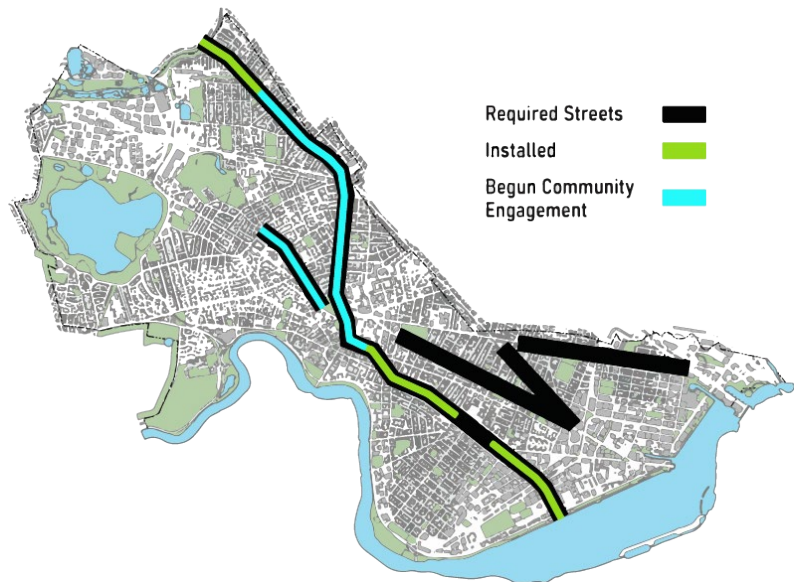 Required Streets
Installed
Begun Community
Engagement